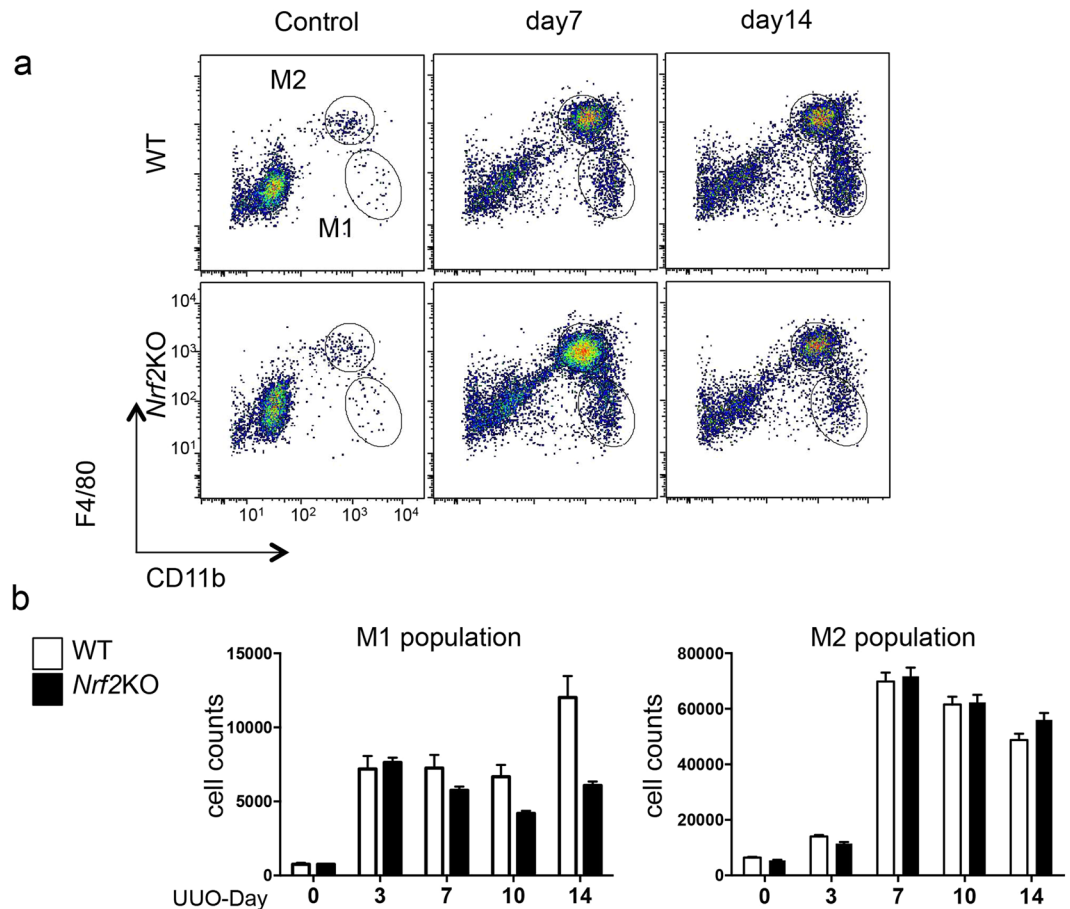 Control day7 day14
a
M2
WT
M1
10⁴
10³
10²
10¹
Nrf2KO
10¹ 10² 10³ 10⁴
F4/80
CD11b
b
WT
Nrf2KO
M1 population
15000
10000
5000
0
cell counts
UUO-Day 0 3 7 10 14
M2 population
80000
60000
40000
20000
0
cell counts
0 3 7 10 14